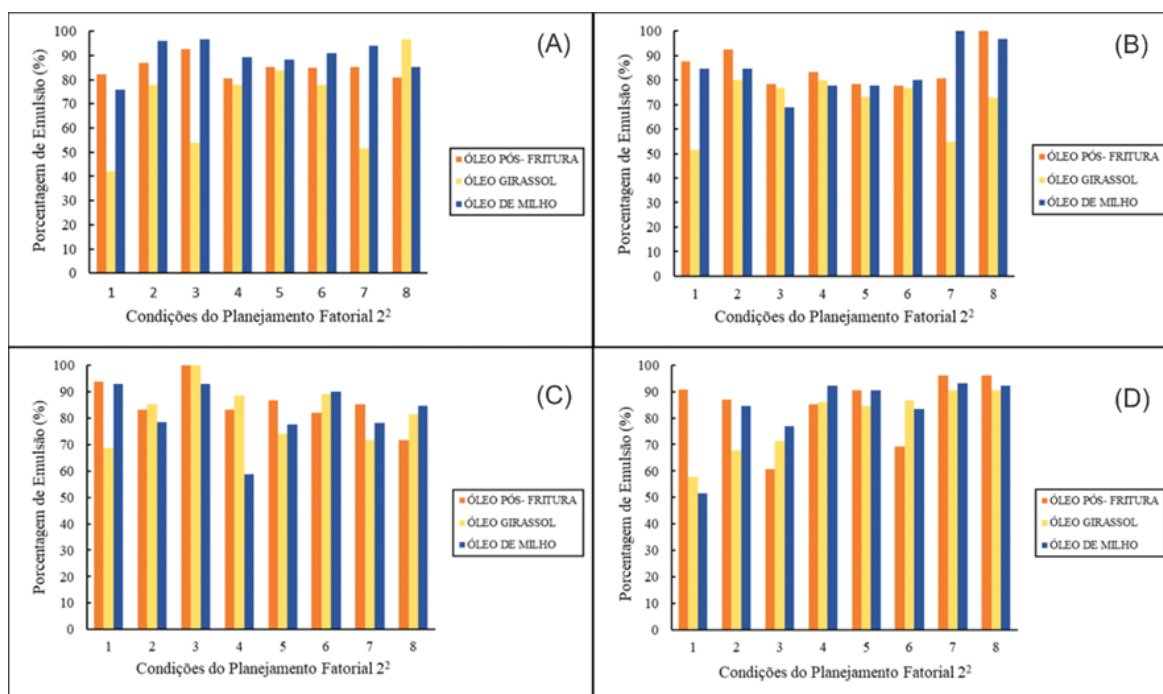 (A)
Porcentagem de Emulsão (%)
100
90
80
70
60
50
40
30
20
10
0
1 2 3 4 5 6 7 8
Condições do Planejamento Fatorial 2²
ÓLEO PÓS- FRITURA
ÓLEO GIRASSOL
ÓLEO DE MILHO
(B)
Porcentagem de Emulsão (%)
100
90
80
70
60
50
40
30
20
10
0
1 2 3 4 5 6 7 8
Condições do Planejamento Fatorial 2²
ÓLEO PÓS- FRITURA
ÓLEO GIRASSOL
ÓLEO DE MILHO
(C)
Porcentagem de Emulsão (%)
100
90
80
70
60
50
40
30
20
10
0
1 2 3 4 5 6 7 8
Condições do Planejamento Fatorial 2²
ÓLEO PÓS- FRITURA
ÓLEO GIRASSOL
ÓLEO DE MILHO
(D)
Porcentagem de Emulsão (%)
100
90
80
70
60
50
40
30
20
10
0
1 2 3 4 5 6 7 8
Condições do Planejamento Fatorial 2²
ÓLEO PÓS- FRITURA
ÓLEO GIRASSOL
ÓLEO DE MILHO